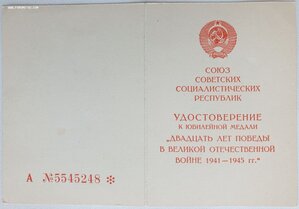 А №5545248 *
СОЮЗ
СОВЕТСКИХ
СОЦИАЛИСТИЧЕСКИХ
РЕСПУБЛИК
УДОСТОВЕРЕНИЕ
К ЮБИЛЕЙНОЙ МЕДАЛИ
„ДВАДЦАТЬ ЛЕТ ПОБЕДЫ
В ВЕЛИКОЙ ОТЕЧЕСТВЕННОЙ
ВОЙНЕ 1941—1945 гг."